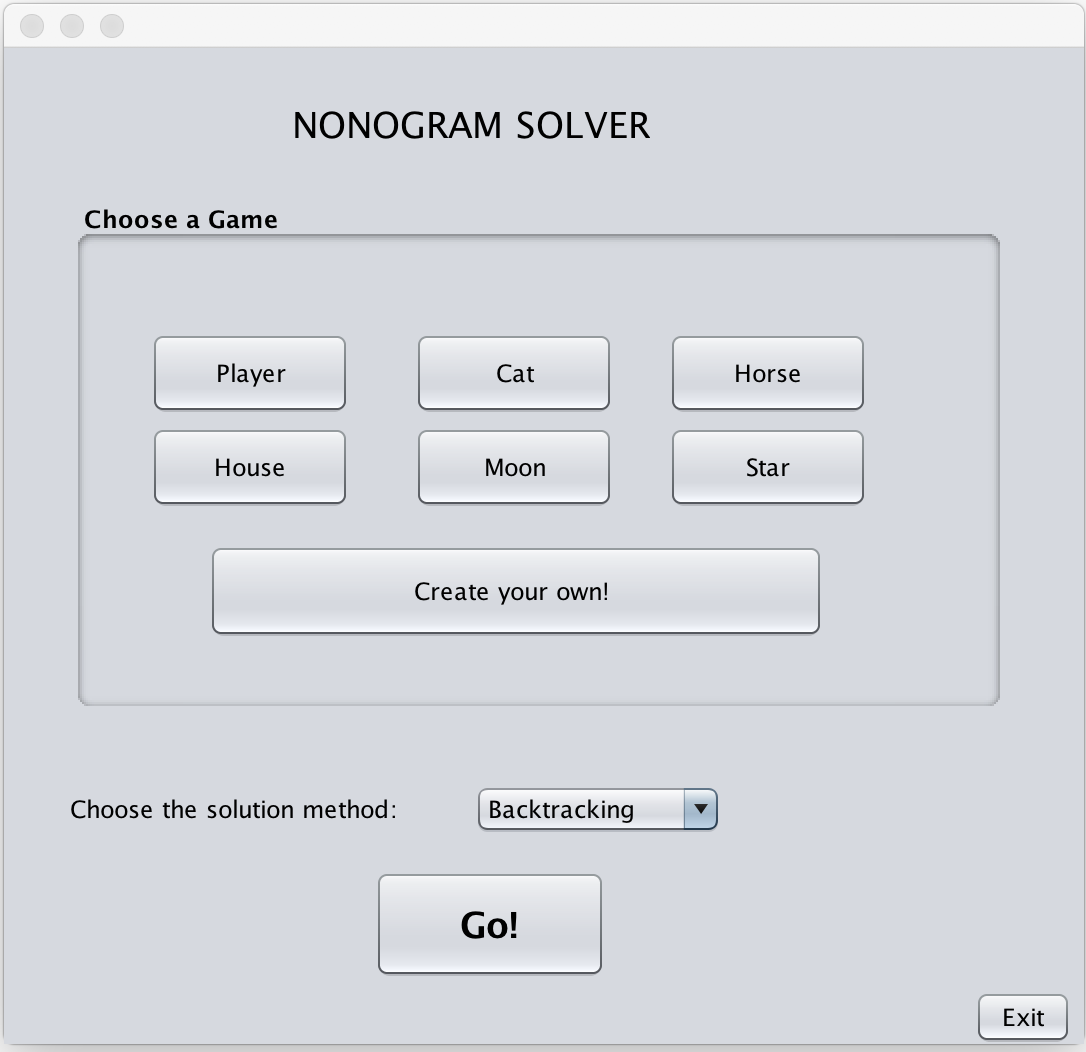 NONOGRAM SOLVER
Choose a Game
Player Cat Horse
House Moon Star
Create your own!
Choose the solution method: Backtracking
Go!
Exit